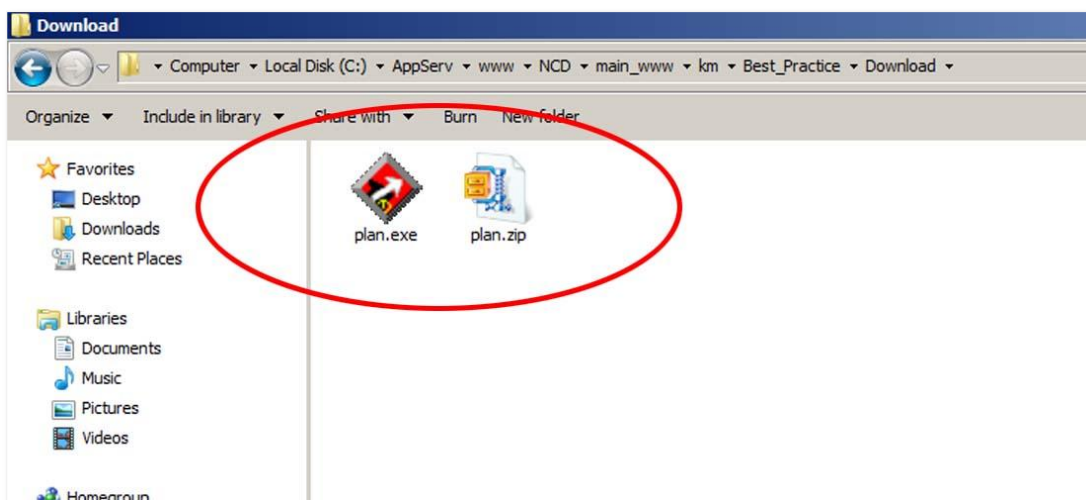 Download
Computer Local Disk (C:) AppServ www NCD main_www km Best_Practice Download
Organize Include in library Share with Burn New folder
Favorites
Desktop
Downloads
Recent Places
Libraries
Documents
Music
Pictures
Videos
Homegroup
plan.exe plan.zip